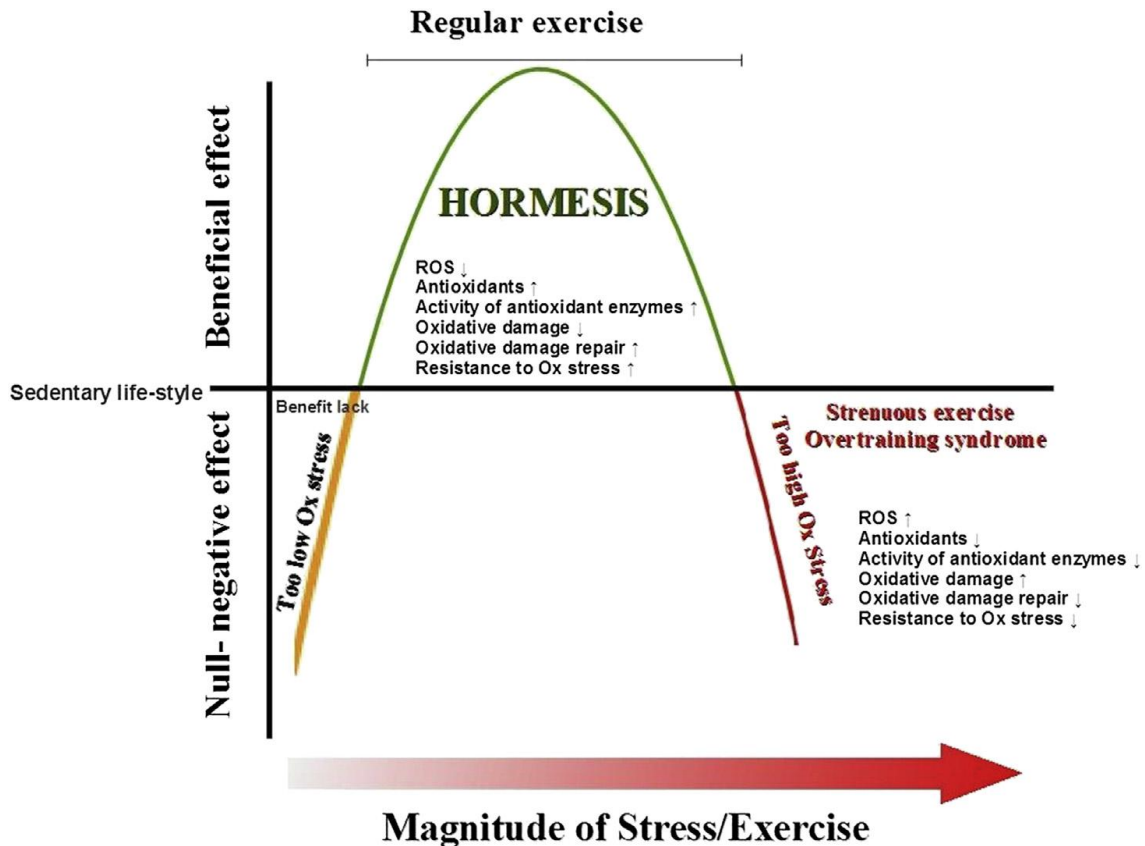 Regular exercise
Beneficial effect
HORMESIS
ROS ↓
Antioxidants ↑
Activity of antioxidant enzymes ↑
Oxidative damage ↓
Oxidative damage repair ↑
Resistance to Ox stress ↑
Sedentary life-style
Benefit lack
Null- negative effect
Too low Ox stress
Too high Ox Stress
Strenuous exercise
Overtraining syndrome
ROS ↑
Antioxidants ↓
Activity of antioxidant enzymes ↓
Oxidative damage ↑
Oxidative damage repair ↓
Resistance to Ox stress ↓
Magnitude of Stress/Exercise